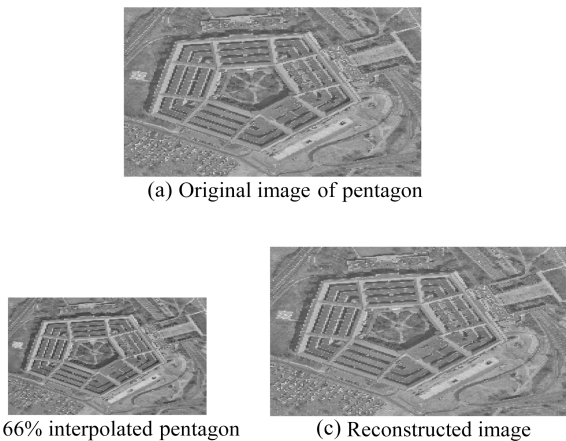 (a) Original image of pentagon
66% interpolated pentagon
(c) Reconstructed image